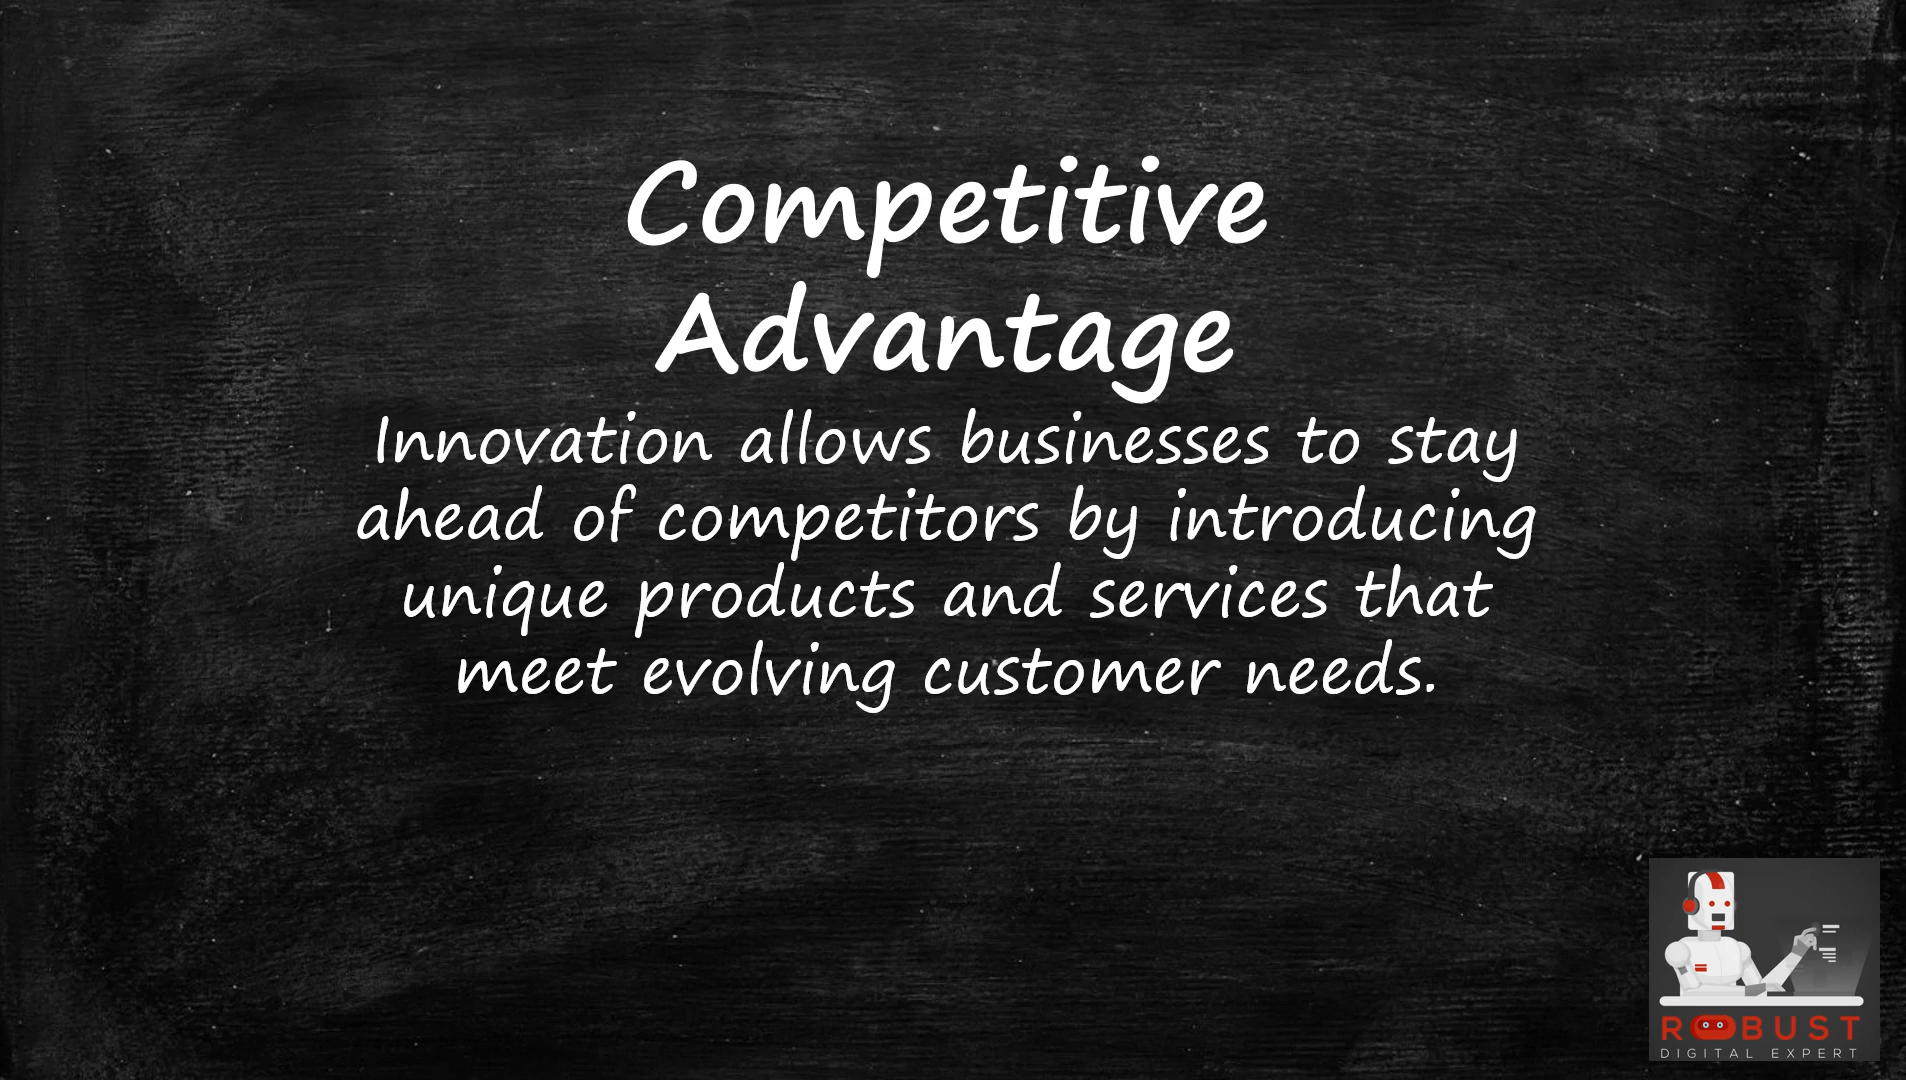 Competitive
Advantage
Innovation allows businesses to stay
ahead of competitors by introducing
unique products and services that
meet evolving customer needs.
ROBUST
DIGITAL EXPERT